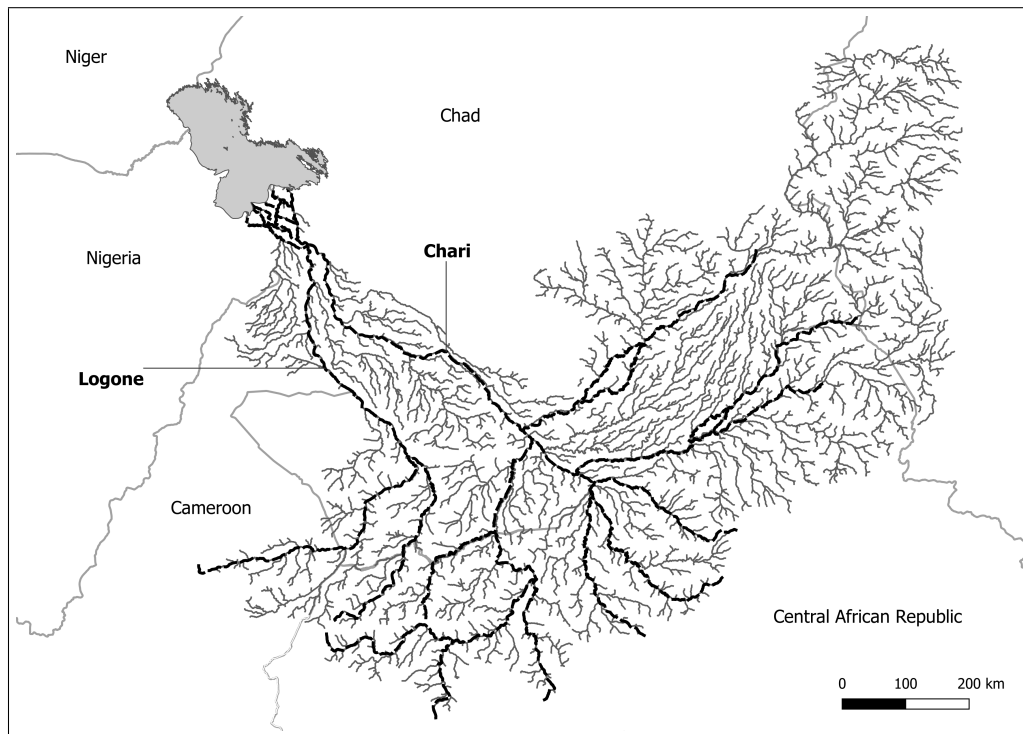 Niger
Chad
Nigeria
Chari
Logone
Cameroon
Central African Republic
0 100 200 km